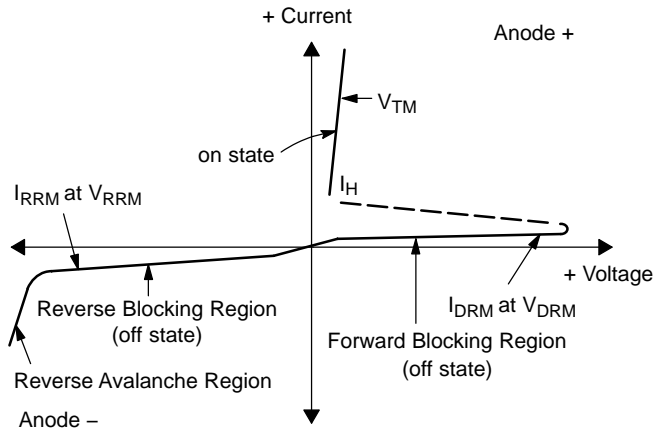 + Current
Anode +
V_TM
on state
I_H
I_RRM at V_RRM
+ Voltage
I_DRM at V_DRM
Reverse Blocking Region
(off state)
Forward Blocking Region
(off state)
Reverse Avalanche Region
Anode −